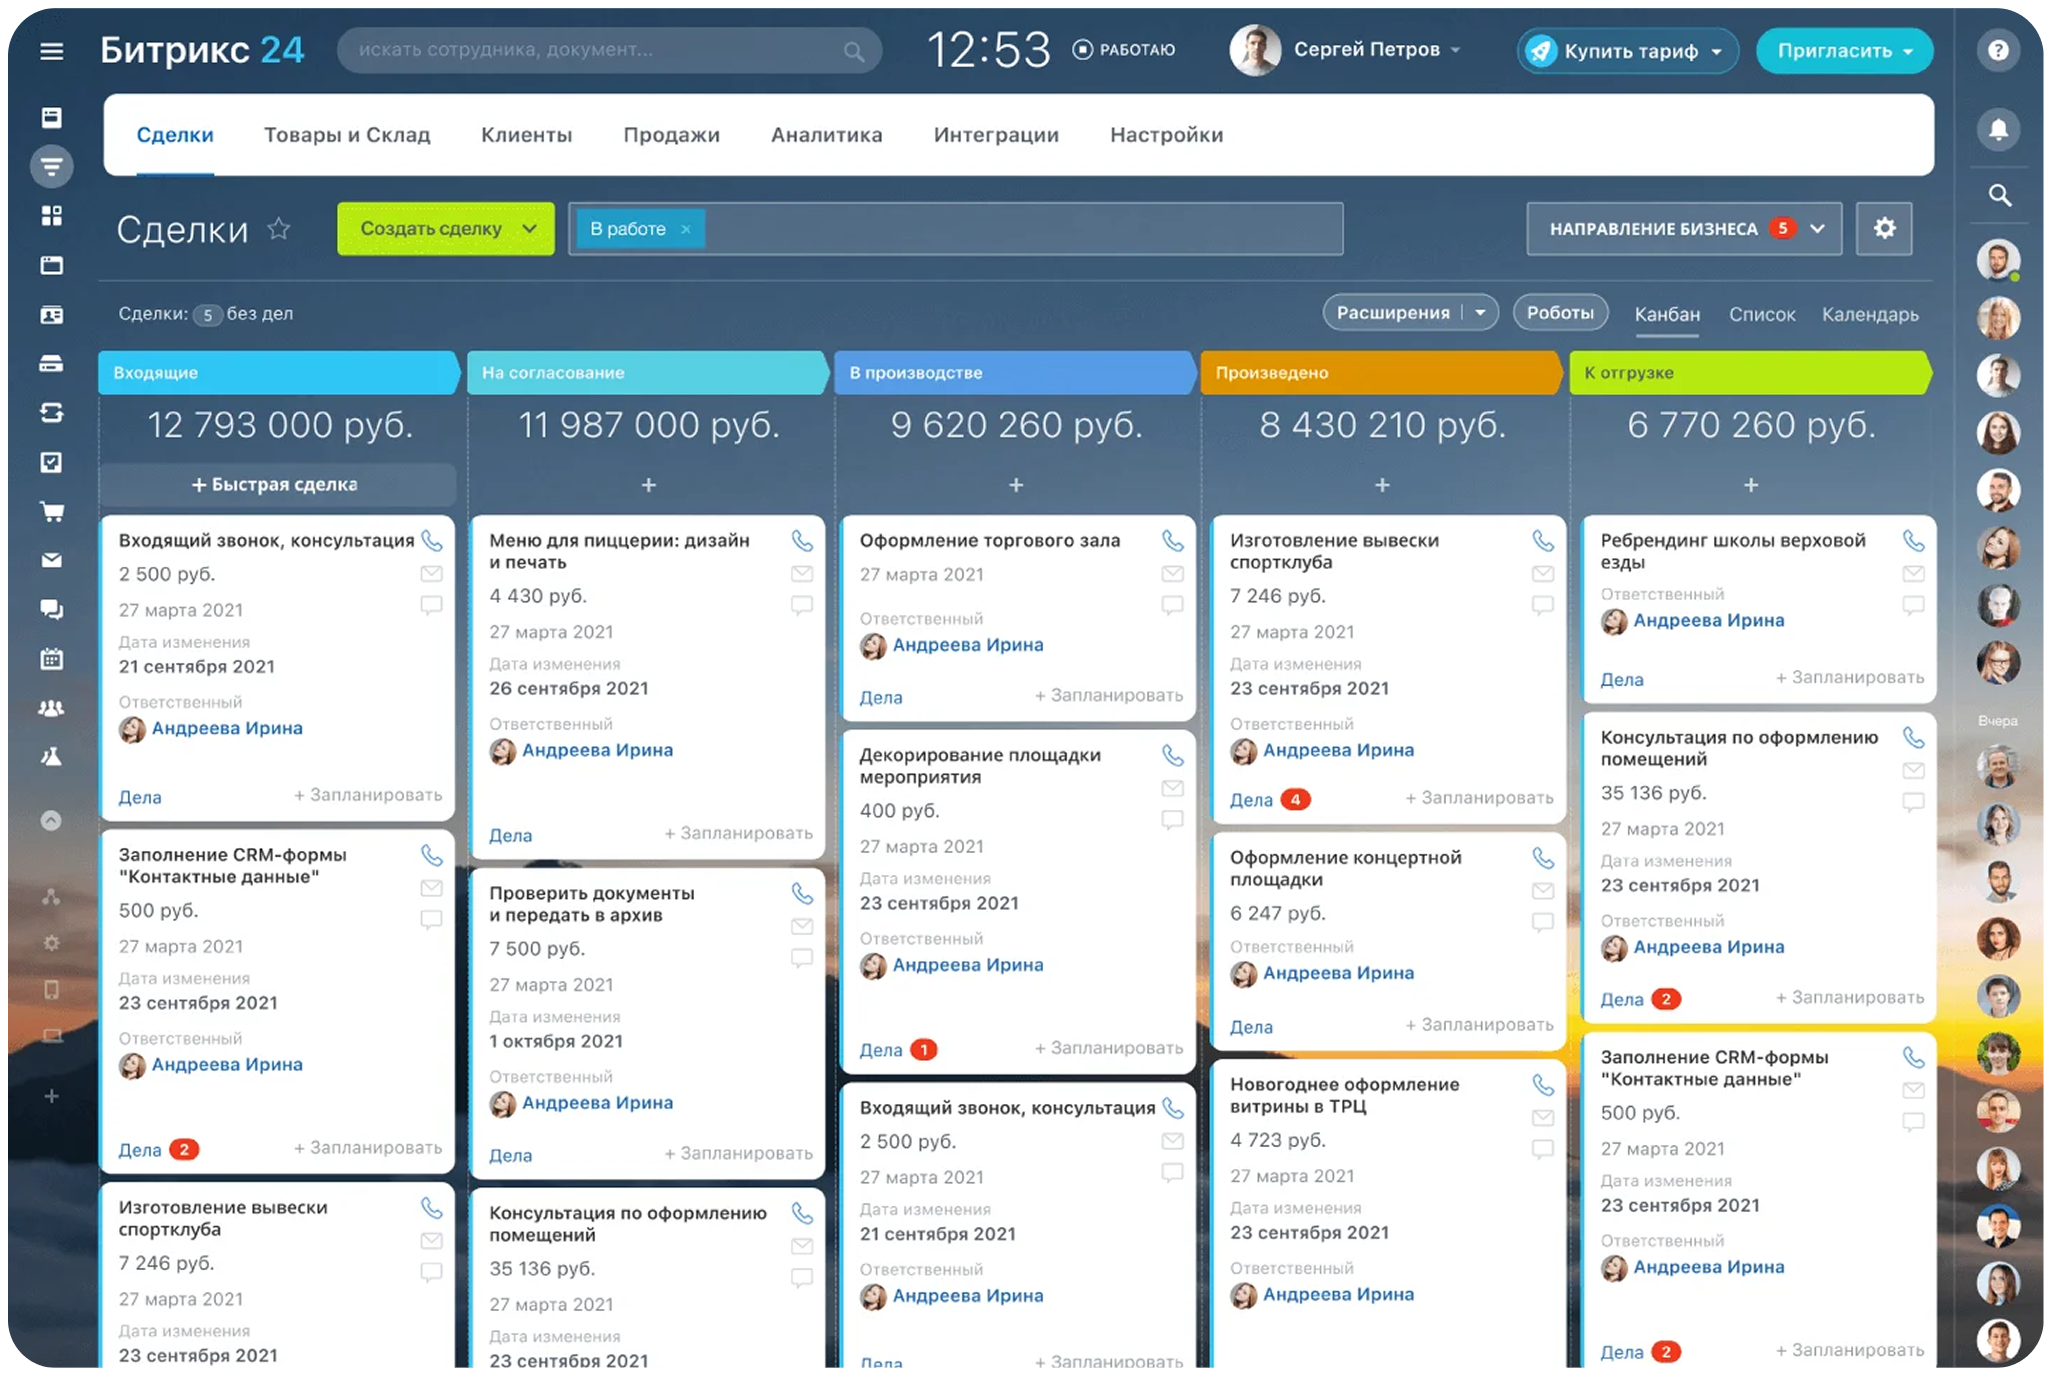 Битрикс 24
искать сотрудника, документ...
12:53
РАБОТАЮ
Сергей Петров
Купить тариф
Пригласить
?
Сделки
Товары и Склад
Клиенты
Продажи
Аналитика
Интеграции
Настройки
Сделки
Создать сделку
В работе ×
НАПРАВЛЕНИЕ БИЗНЕСА 5
Сделки: 5 без дел
Расширения
Роботы
Канбан
Список
Календарь
Входящие
12 793 000 руб.
+ Быстрая сделка
Входящий звонок, консультация
2 500 руб.
27 марта 2021
Дата изменения
21 сентября 2021
Ответственный
Андреева Ирина
Дела
+ Запланировать
Заполнение CRM-формы
"Контактные данные"
500 руб.
27 марта 2021
Дата изменения
23 сентября 2021
Ответственный
Андреева Ирина
Дела 2
+ Запланировать
Изготовление вывески
спортклуба
7 246 руб.
27 марта 2021
Дата изменения
23 сентября 2021
На согласование
11 987 000 руб.
+
Меню для пиццерии: дизайн
и печать
4 430 руб.
27 марта 2021
Дата изменения
26 сентября 2021
Ответственный
Андреева Ирина
Дела
+ Запланировать
Проверить документы
и передать в архив
7 500 руб.
27 марта 2021
Дата изменения
1 октября 2021
Ответственный
Андреева Ирина
Дела
+ Запланировать
Консультация по оформлению
помещений
35 136 руб.
27 марта 2021
Дата изменения
23 сентября 2021
В производстве
9 620 260 руб.
+
Оформление торгового зала
27 марта 2021
Ответственный
Андреева Ирина
Дела
+ Запланировать
Декорирование площадки
мероприятия
400 руб.
27 марта 2021
Дата изменения
23 сентября 2021
Ответственный
Андреева Ирина
Дела 1
+ Запланировать
Входящий звонок, консультация
2 500 руб.
27 марта 2021
Дата изменения
21 сентября 2021
Ответственный
Андреева Ирина
Дела
+ Запланировать
Произведено
8 430 210 руб.
+
Изготовление вывески
спортклуба
7 246 руб.
27 марта 2021
Дата изменения
23 сентября 2021
Ответственный
Андреева Ирина
Дела 4
+ Запланировать
Оформление концертной
площадки
6 247 руб.
Ответственный
Андреева Ирина
Дела
+ Запланировать
Новогоднее оформление
витрины в ТРЦ
4 723 руб.
27 марта 2021
Дата изменения
23 сентября 2021
Ответственный
Андреева Ирина
К отгрузке
6 770 260 руб.
+
Ребрендинг школы верховой
езды
Ответственный
Андреева Ирина
Дела
+ Запланировать
Консультация по оформлению
помещений
35 136 руб.
27 марта 2021
Дата изменения
23 сентября 2021
Ответственный
Андреева Ирина
Дела 2
+ Запланировать
Заполнение CRM-формы
"Контактные данные"
500 руб.
27 марта 2021
Дата изменения
23 сентября 2021
Ответственный
Андреева Ирина
Дела 2
+ Запланировать
Вчера